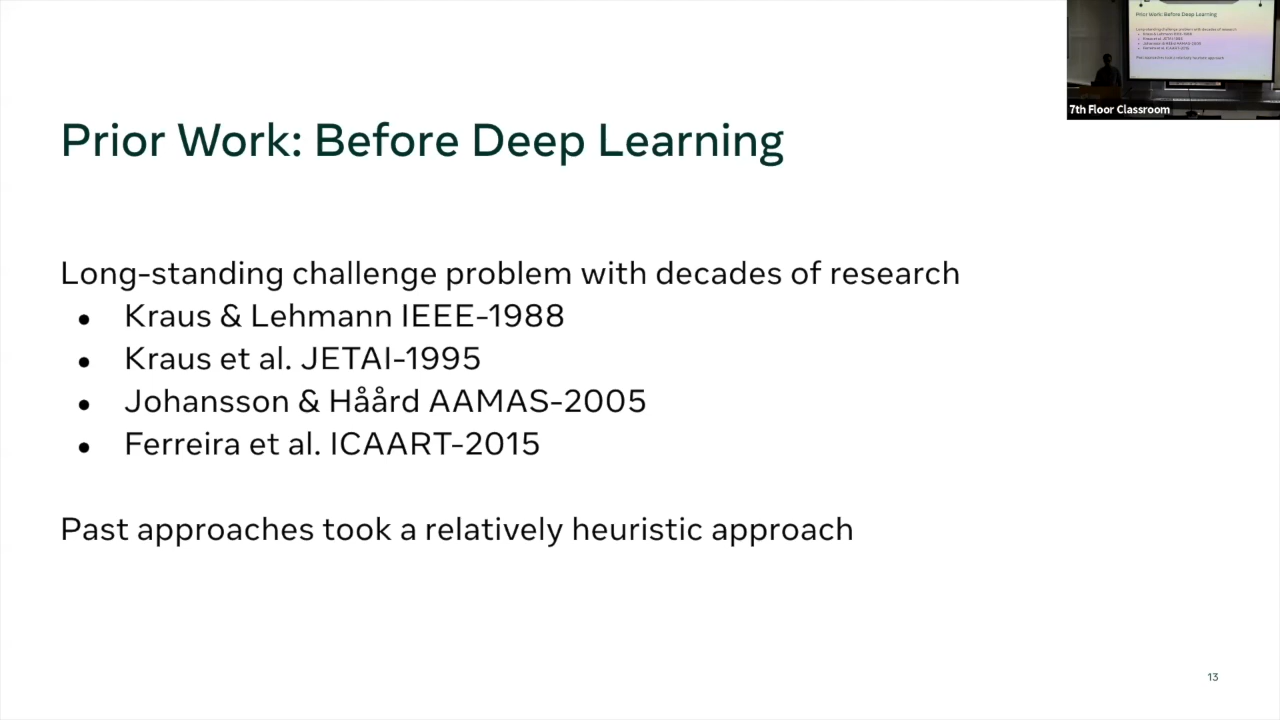 Prior Work: Before Deep Learning
7th Floor Classroom
Long-standing challenge problem with decades of research
• Kraus & Lehmann IEEE-1988
• Kraus et al. JETAI-1995
• Johansson & Håård AAMAS-2005
• Ferreira et al. ICAART-2015
Past approaches took a relatively heuristic approach
13